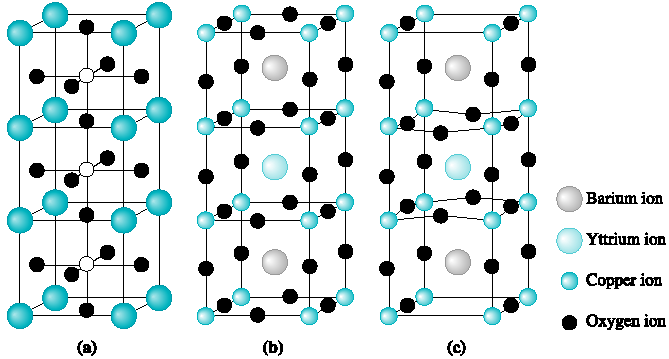 Barium ion
Yttrium ion
Copper ion
Oxygen ion
(a) (b) (c)